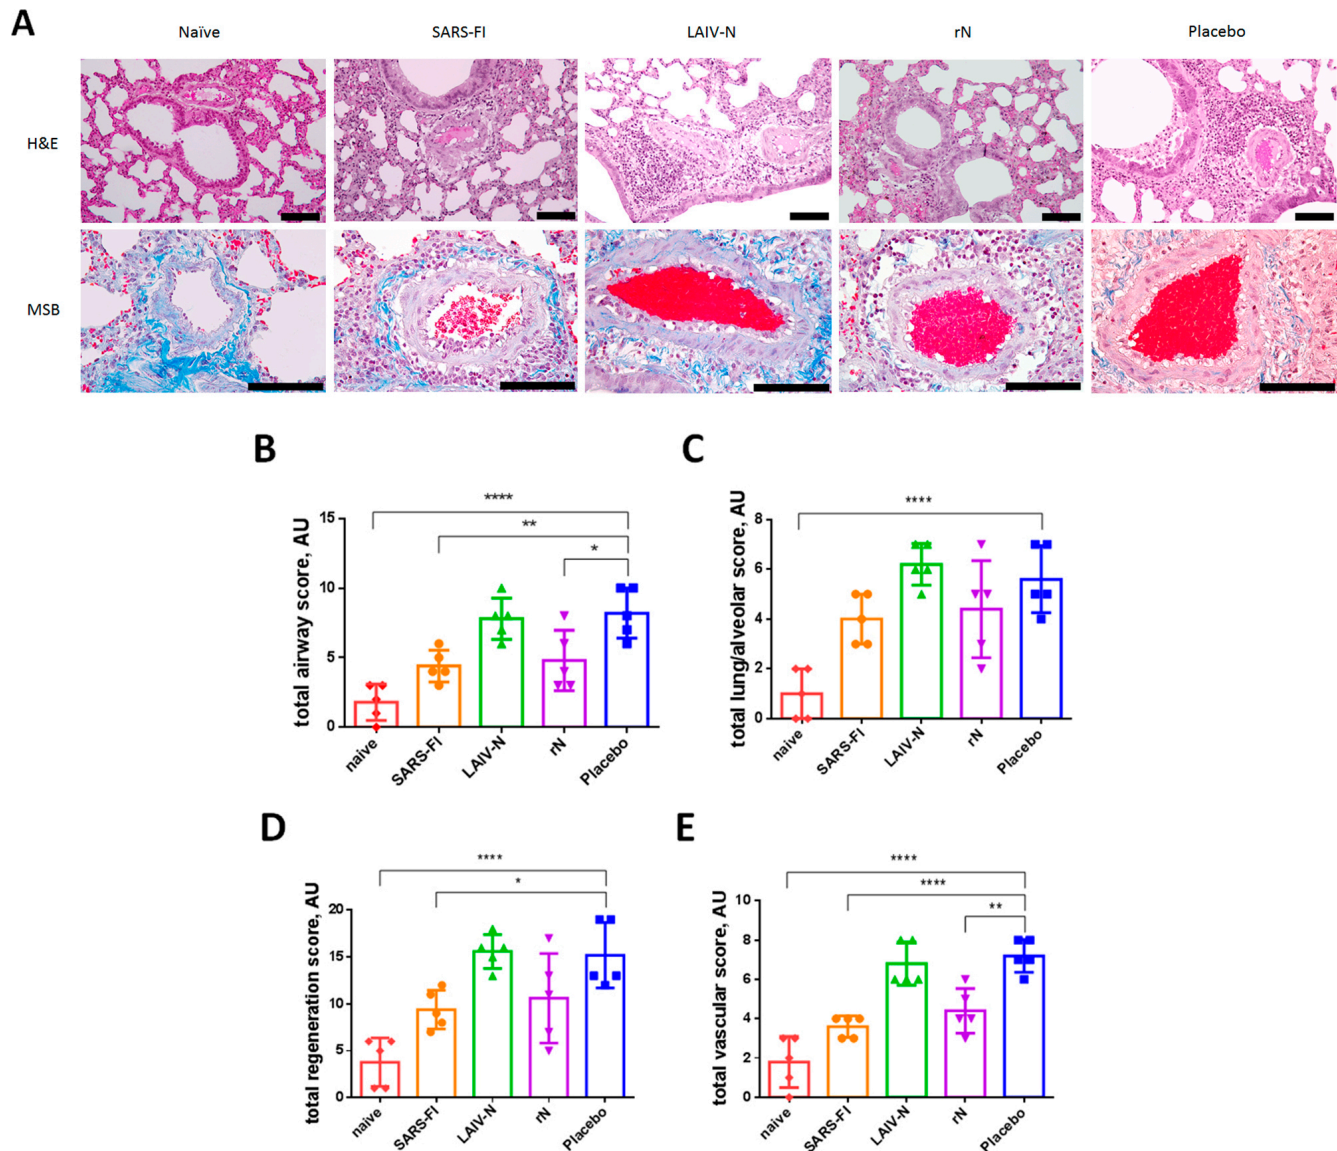 A
Naïve SARS-FI LAIV-N rN Placebo
H&E
MSB
B
total airway score, AU
15
10
5
0
****
**
*
naive SARS-FI LAIV-N rN Placebo
C
total lung/alveolar score, AU
8
6
4
2
0
****
naive SARS-FI LAIV-N rN Placebo
D
total regeneration score, AU
20
15
10
5
0
****
*
naive SARS-FI LAIV-N rN Placebo
E
total vascular score, AU
10
8
6
4
2
0
****
****
**
naive SARS-FI LAIV-N rN Placebo